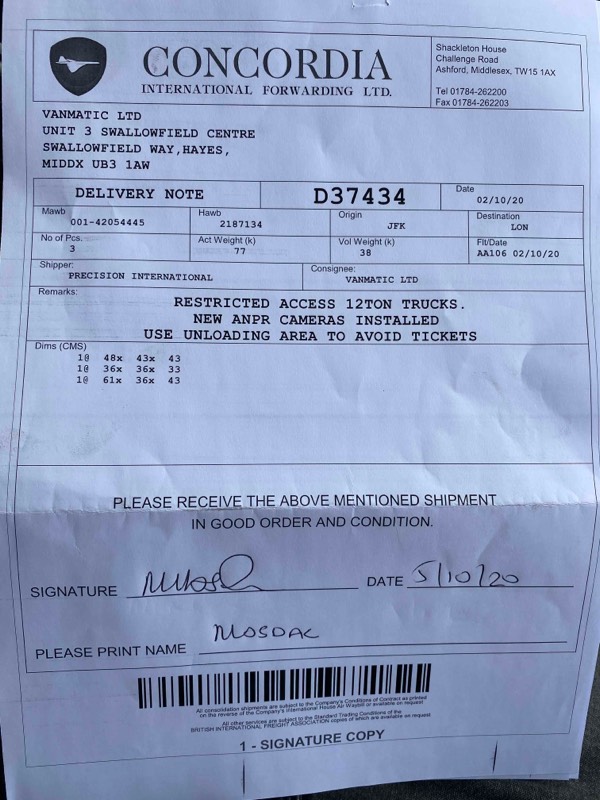 CONCORDIA
INTERNATIONAL FORWARDING LTD.
Shackleton House
Challenge Road
Ashford, Middlesex, TW15 1AX
Tel 01784-262200
Fax 01784-262203
VANMATIC LTD
UNIT 3 SWALLOWFIELD CENTRE
SWALLOWFIELD WAY,HAYES,
MIDDX UB3 1AW
DELIVERY NOTE D37434 Date 02/10/20
Mawb 001-42054445 Hawb 2187134 Origin JFK Destination LON
No of Pcs. 3 Act Weight (k) 77 Vol Weight (k) 38 Flt/Date AA106 02/10/20
Shipper: PRECISION INTERNATIONAL Consignee: VANMATIC LTD
Remarks:
RESTRICTED ACCESS 12TON TRUCKS.
NEW ANPR CAMERAS INSTALLED
USE UNLOADING AREA TO AVOID TICKETS
Dims (CMS)
1@ 48x 43x 43
1@ 36x 36x 33
1@ 61x 36x 43
PLEASE RECEIVE THE ABOVE MENTIONED SHIPMENT
IN GOOD ORDER AND CONDITION.
SIGNATURE DATE 5/10/20
PLEASE PRINT NAME MOSDAC
All consolidation shipments are subject to the Company's Conditions of Contract as printed
on the reverse of the Company's International House Air Waybill or available on request
All other services are subject to the Standard Trading Conditions of the
BRITISH INTERNATIONAL FREIGHT ASSOCIATION copies of which are available on request
1 - SIGNATURE COPY